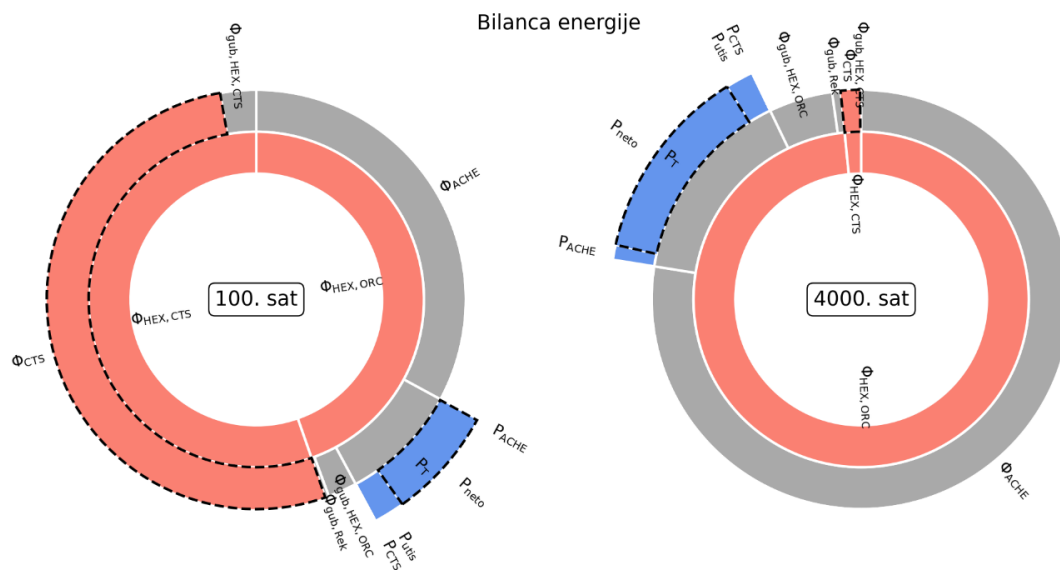 Bilanca energije
Φgub, HEX, CTS
ΦACHE
ΦHEX, ORC
100. sat
ΦHEX, CTS
ΦCTS
PACHE
PT
Pneto
Φgub, HEX, ORC
Φgub, Rek
Putis
PCTS
PCTS
Putis
Φgub, HEX, ORC
Φgub, Rek
ΦCTS
Φgub, HEX, CTS
Pneto
PT
ΦHEX, CTS
PACHE
4000. sat
ΦHEX, ORC
ΦACHE